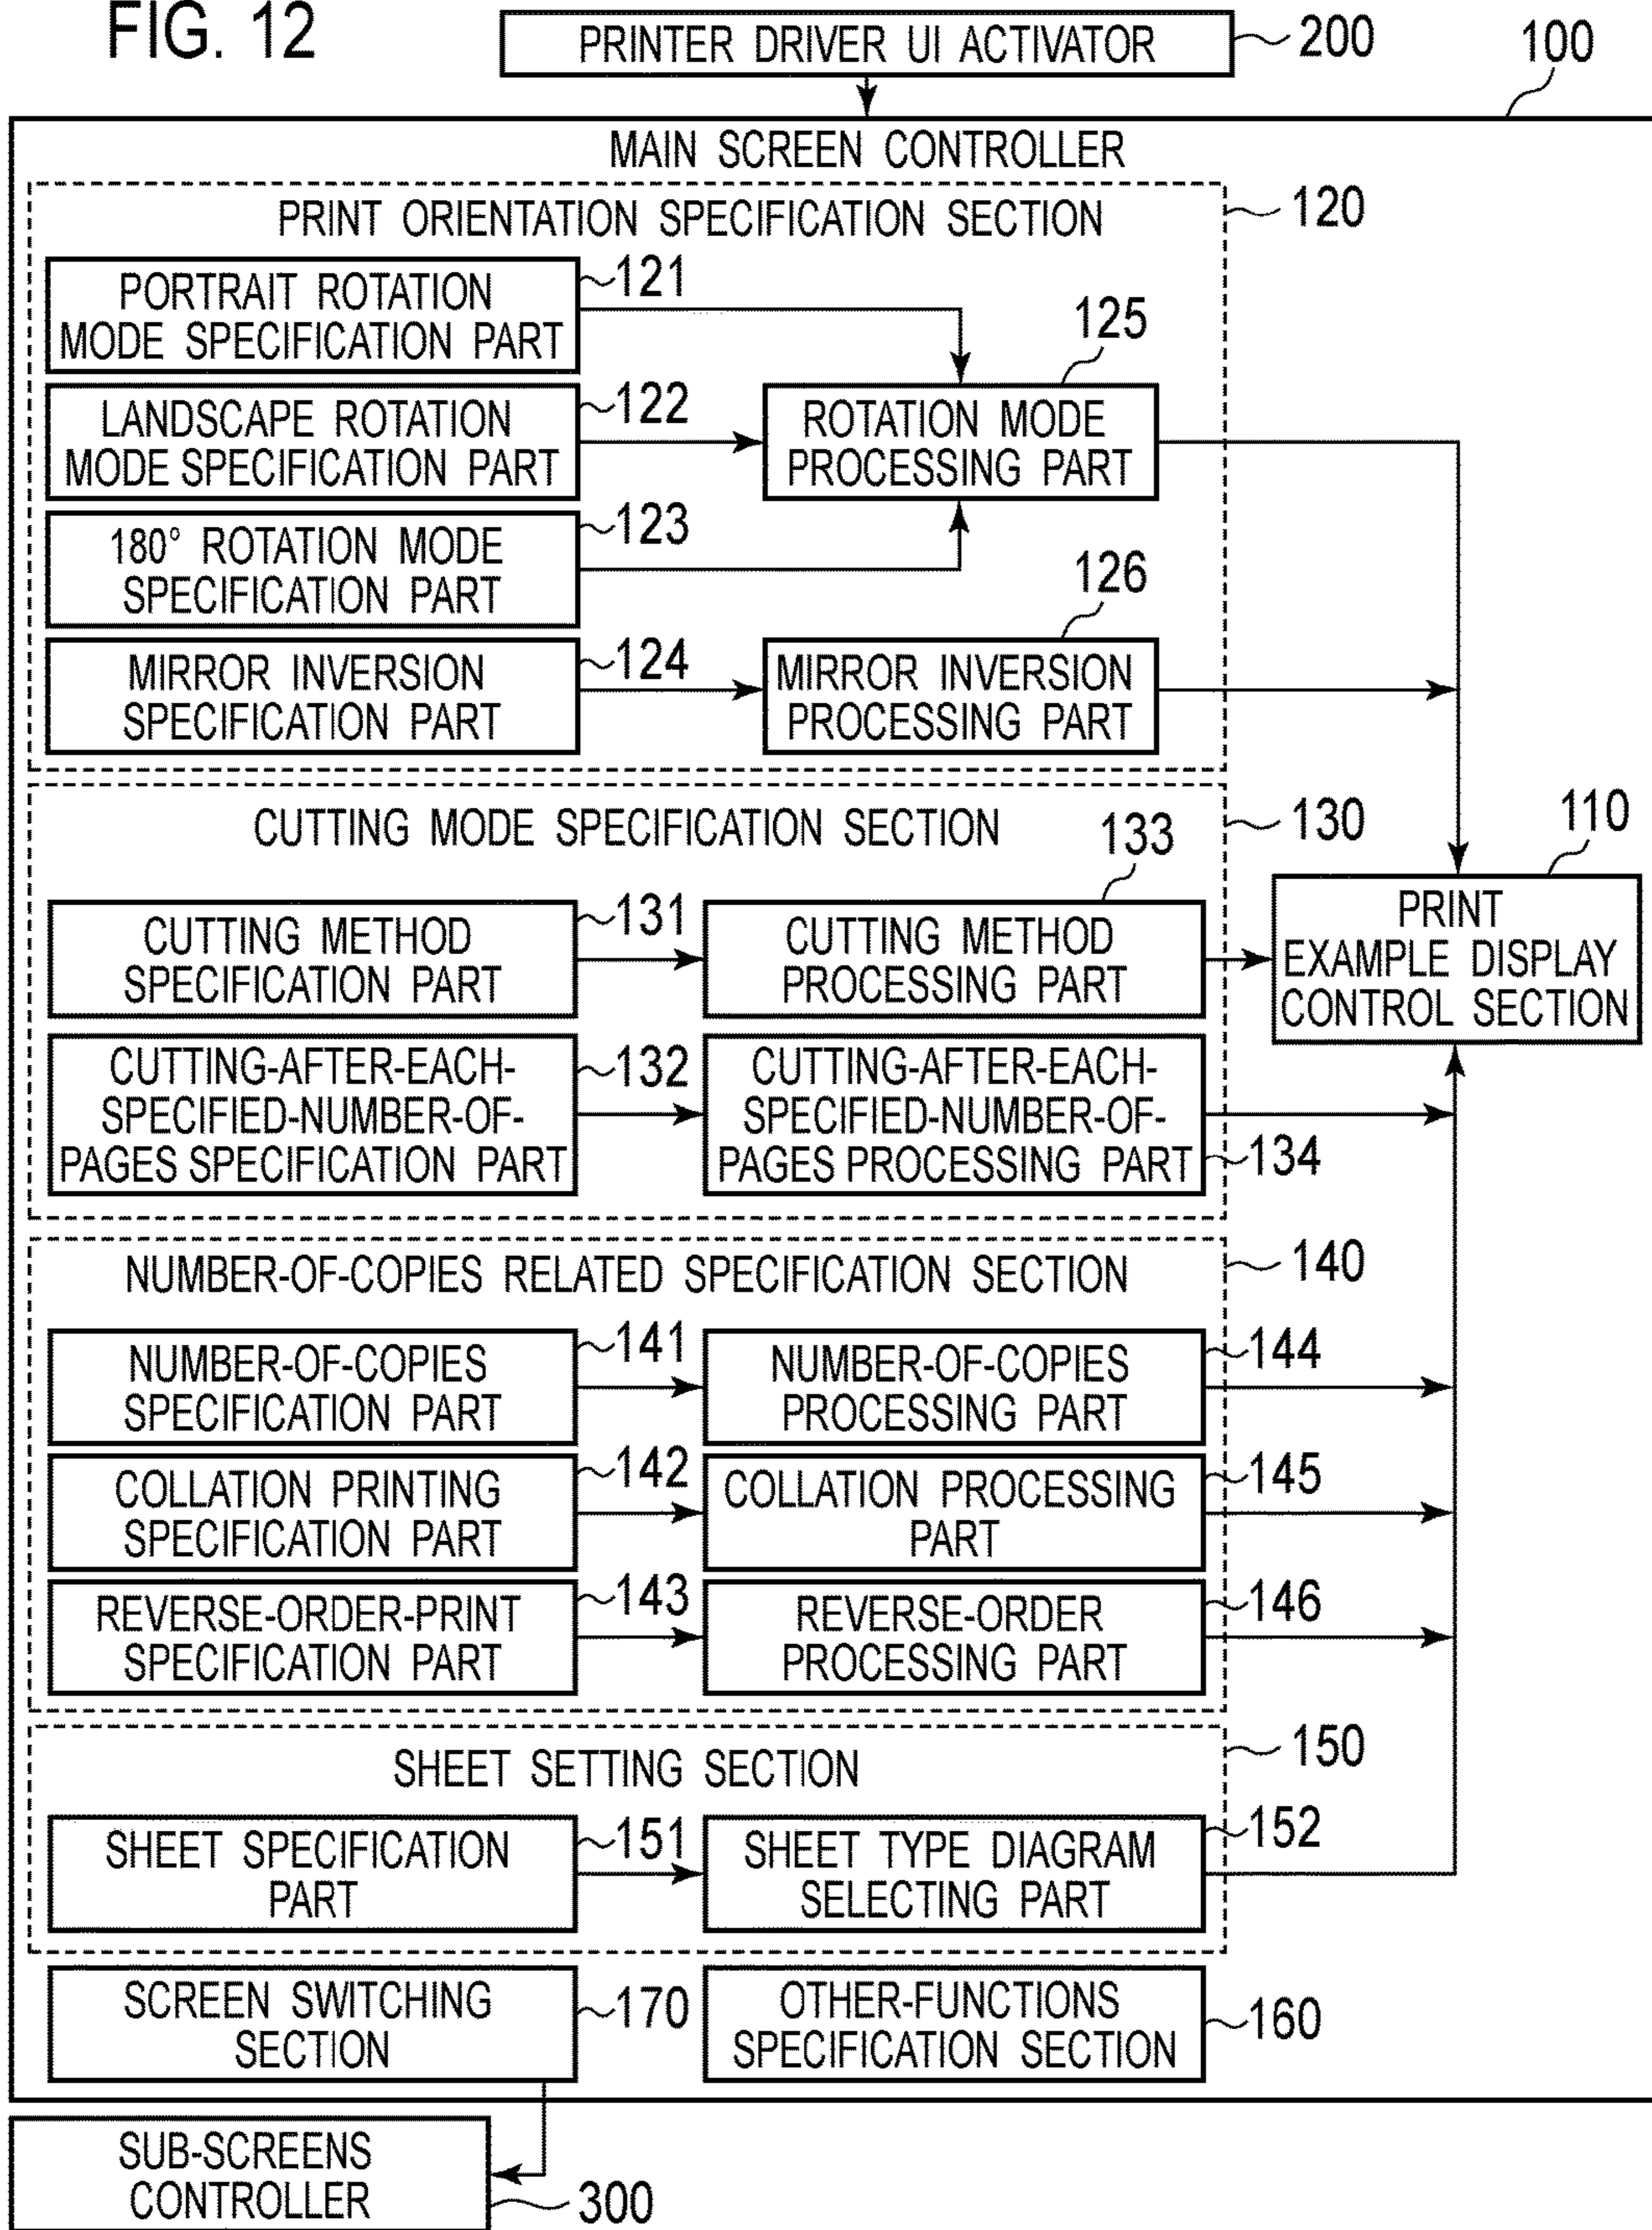 FIG. 12
PRINTER DRIVER UI ACTIVATOR
200
100
MAIN SCREEN CONTROLLER
PRINT ORIENTATION SPECIFICATION SECTION
120
PORTRAIT ROTATION
MODE SPECIFICATION PART
121
LANDSCAPE ROTATION
MODE SPECIFICATION PART
122
ROTATION MODE
PROCESSING PART
125
180° ROTATION MODE
SPECIFICATION PART
123
MIRROR INVERSION
SPECIFICATION PART
124
MIRROR INVERSION
PROCESSING PART
126
CUTTING MODE SPECIFICATION SECTION
130
CUTTING METHOD
SPECIFICATION PART
131
CUTTING METHOD
PROCESSING PART
133
PRINT
EXAMPLE DISPLAY
CONTROL SECTION
110
CUTTING-AFTER-EACH-
SPECIFIED-NUMBER-OF-
PAGES SPECIFICATION PART
132
CUTTING-AFTER-EACH-
SPECIFIED-NUMBER-OF-
PAGES PROCESSING PART
134
NUMBER-OF-COPIES RELATED SPECIFICATION SECTION
140
NUMBER-OF-COPIES
SPECIFICATION PART
141
NUMBER-OF-COPIES
PROCESSING PART
144
COLLATION PRINTING
SPECIFICATION PART
142
COLLATION PROCESSING
PART
145
REVERSE-ORDER-PRINT
SPECIFICATION PART
143
REVERSE-ORDER
PROCESSING PART
146
SHEET SETTING SECTION
150
SHEET SPECIFICATION
PART
151
SHEET TYPE DIAGRAM
SELECTING PART
152
SCREEN SWITCHING
SECTION
170
OTHER-FUNCTIONS
SPECIFICATION SECTION
160
SUB-SCREENS
CONTROLLER
300